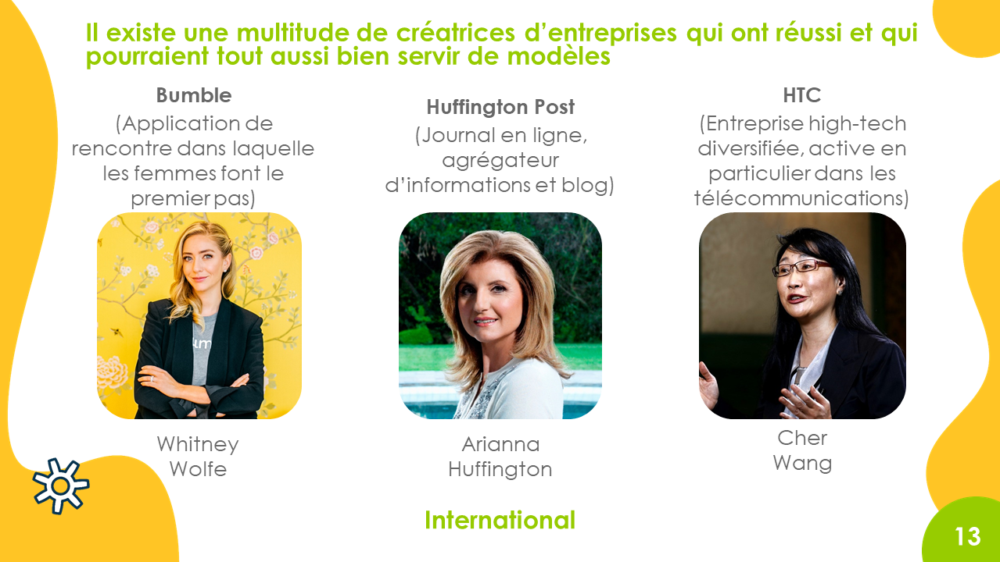 Il existe une multitude de créatrices d’entreprises qui ont réussi et qui
pourraient tout aussi bien servir de modèles
Bumble
(Application de
rencontre dans laquelle
les femmes font le
premier pas)
Huffington Post
(Journal en ligne,
agrégateur
d’informations et blog)
HTC
(Entreprise high-tech
diversifiée, active en
particulier dans les
télécommunications)
um
Whitney
Wolfe
Arianna
Huffington
Cher
Wang
International
13